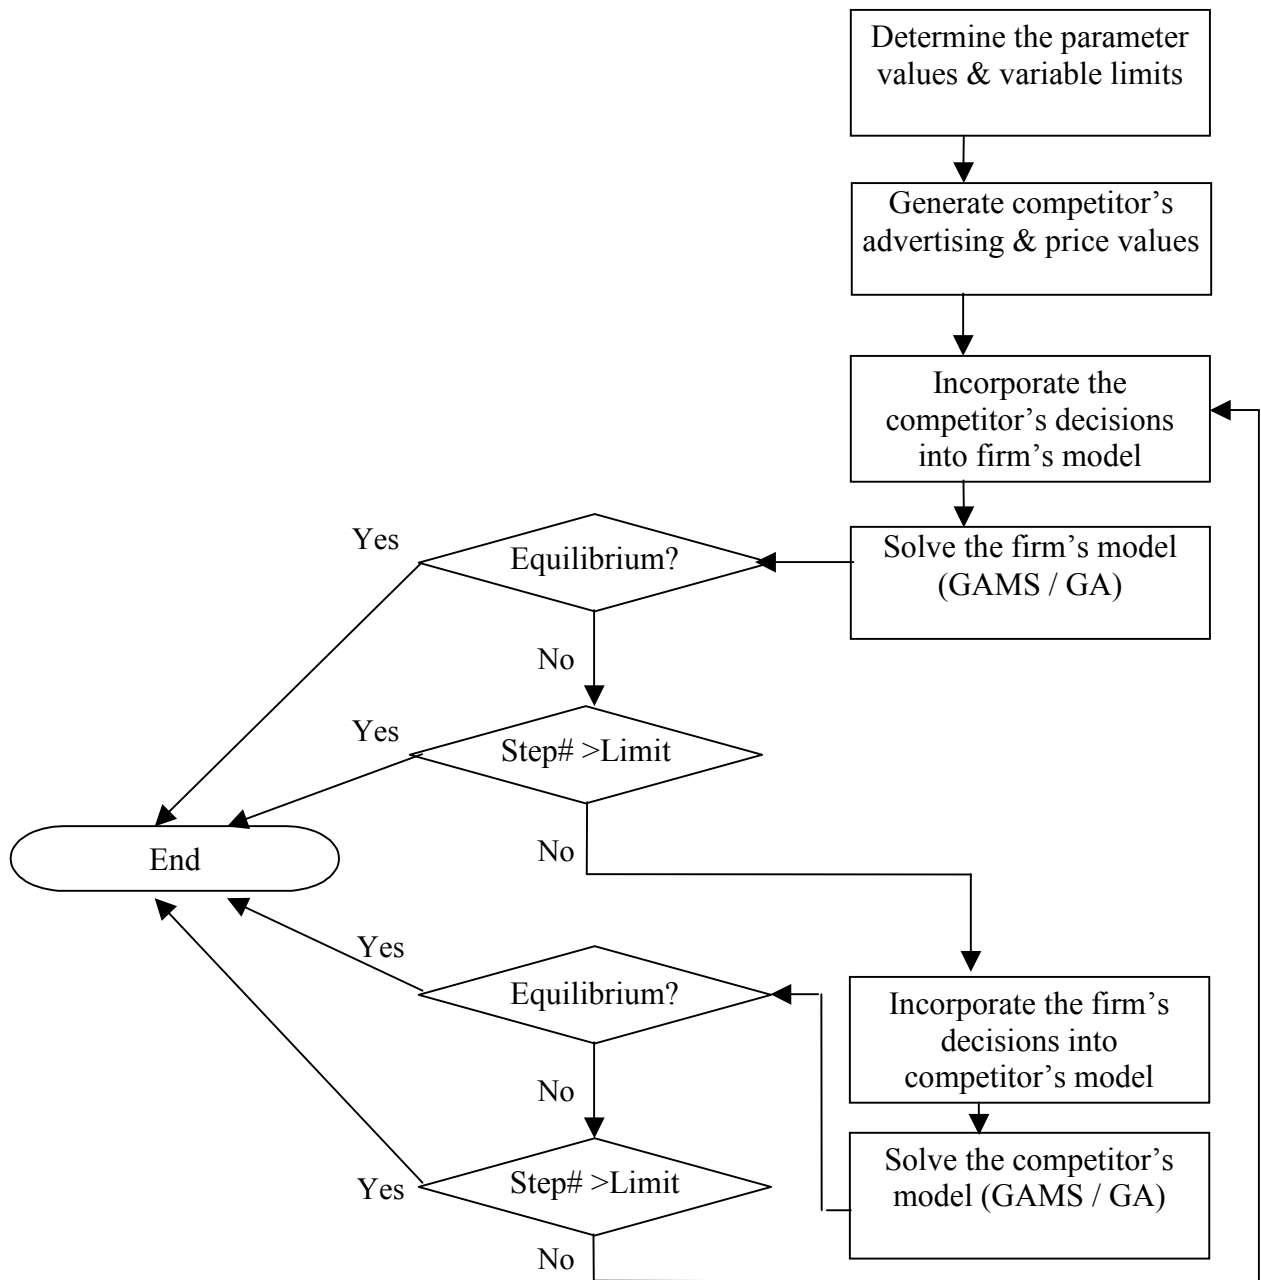 Determine the parameter
values & variable limits
Generate competitor’s
advertising & price values
Incorporate the
competitor’s decisions
into firm’s model
Solve the firm’s model
(GAMS / GA)
Yes
Equilibrium?
No
Yes
Step# >Limit
No
End
Yes
Equilibrium?
Incorporate the firm’s
decisions into
competitor’s model
No
Solve the competitor’s
model (GAMS / GA)
Yes
Step# >Limit
No